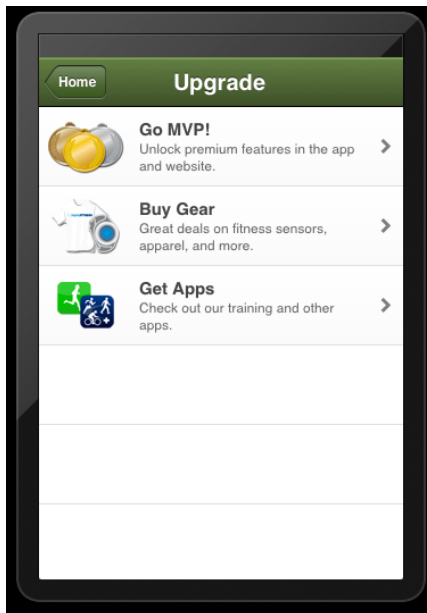 Home
Upgrade
Go MVP!
Unlock premium features in the app
and website.
Buy Gear
Great deals on fitness sensors,
apparel, and more.
Get Apps
Check out our training and other
apps.